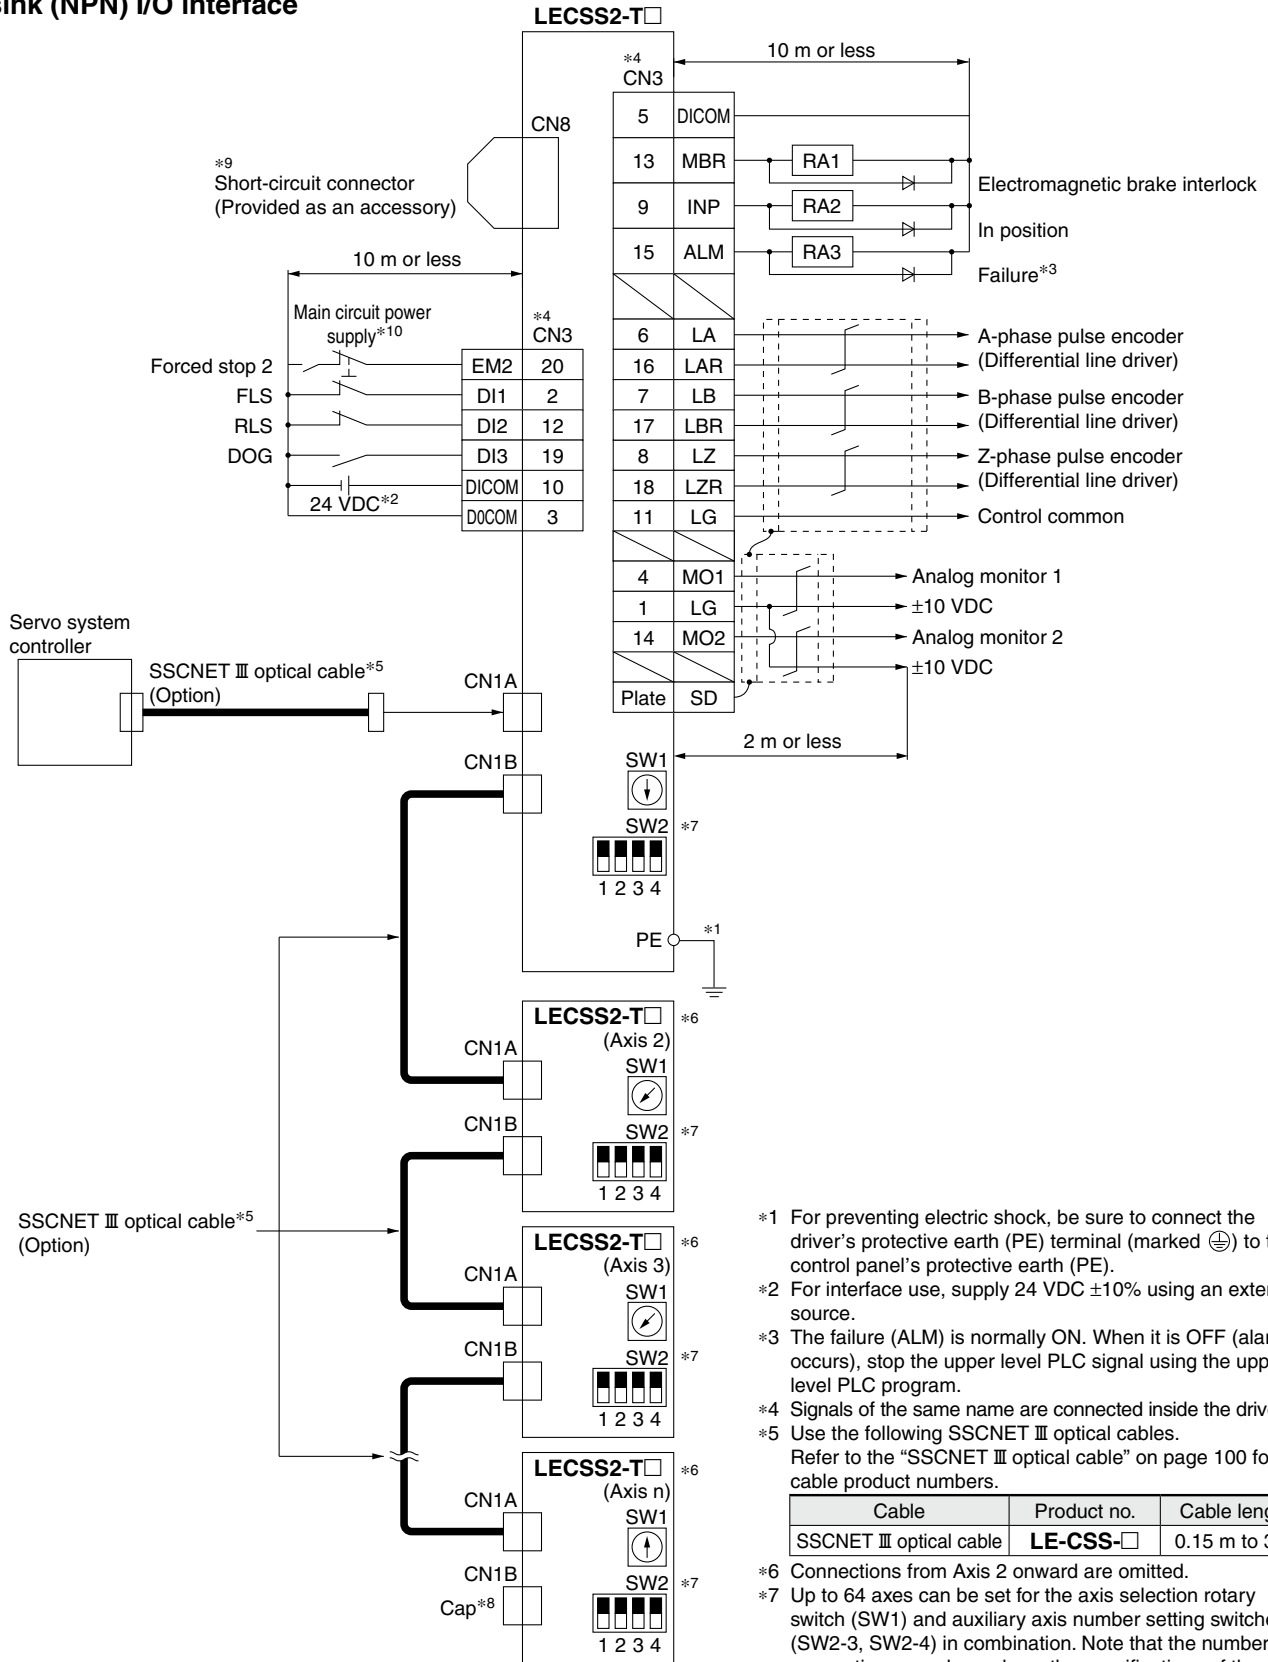 sink (NPN) I/O Interface
LECSS2-T□
*4
CN3
10 m or less
CN8
5 DICOM
13 MBR RA1
Electromagnetic brake interlock
9 INP RA2
In position
15 ALM RA3
Failure*3
*9
Short-circuit connector
(Provided as an accessory)
10 m or less
Main circuit power
supply*10
*4
CN3
Forced stop 2 EM2 20
FLS DI1 2
RLS DI2 12
DOG DI3 19
DICOM 10
24 VDC*2
D0COM 3
6 LA A-phase pulse encoder
16 LAR (Differential line driver)
7 LB B-phase pulse encoder
17 LBR (Differential line driver)
8 LZ Z-phase pulse encoder
18 LZR (Differential line driver)
11 LG Control common
4 MO1 Analog monitor 1
1 LG ±10 VDC
14 MO2 Analog monitor 2
±10 VDC
Plate SD
2 m or less
Servo system
controller
SSCNET Ⅲ optical cable*5
(Option)
CN1A
CN1B
SW1
SW2 *7
1 2 3 4
PE *1
LECSS2-T□ *6
(Axis 2)
CN1A
SW1
CN1B
SW2 *7
1 2 3 4
SSCNET Ⅲ optical cable*5
(Option)
LECSS2-T□ *6
(Axis 3)
CN1A
SW1
CN1B
SW2 *7
1 2 3 4
LECSS2-T□ *6
(Axis n)
CN1A
SW1
CN1B
Cap*8
SW2 *7
1 2 3 4
*1 For preventing electric shock, be sure to connect the
driver's protective earth (PE) terminal (marked ⏚) to
control panel's protective earth (PE).
*2 For interface use, supply 24 VDC ±10% using an
source.
*3 The failure (ALM) is normally ON. When it is OFF
occurs), stop the upper level PLC signal using the
level PLC program.
*4 Signals of the same name are connected inside the
*5 Use the following SSCNET Ⅲ optical cables.
Refer to the “SSCNET Ⅲ optical cable” on page 100
cable product numbers.
Cable Product no. Cable
SSCNET Ⅲ optical cable LE-CSS-□ 0.15 m to
*6 Connections from Axis 2 onward are omitted.
*7 Up to 64 axes can be set for the axis selection rotary
switch (SW1) and auxiliary axis number setting
(SW2-3, SW2-4) in combination. Note that the number